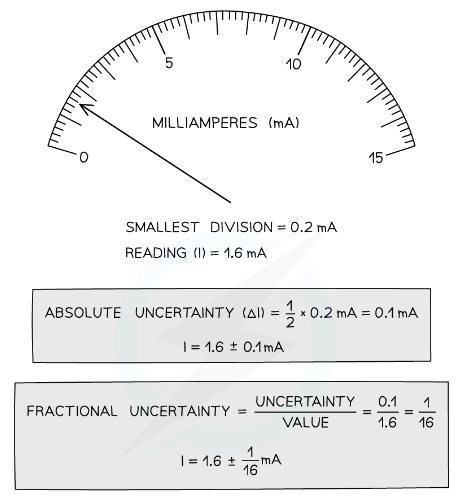 5
10
MILLIAMPERES (mA)
0
15
SMALLEST DIVISION = 0.2 mA
READING (I) = 1.6 mA
ABSOLUTE UNCERTAINTY (ΔI) = 1/2 × 0.2 mA = 0.1 mA
I = 1.6 ± 0.1mA
FRACTIONAL UNCERTAINTY = UNCERTAINTY/VALUE = 0.1/1.6 = 1/16
I = 1.6 ± 1/16 mA